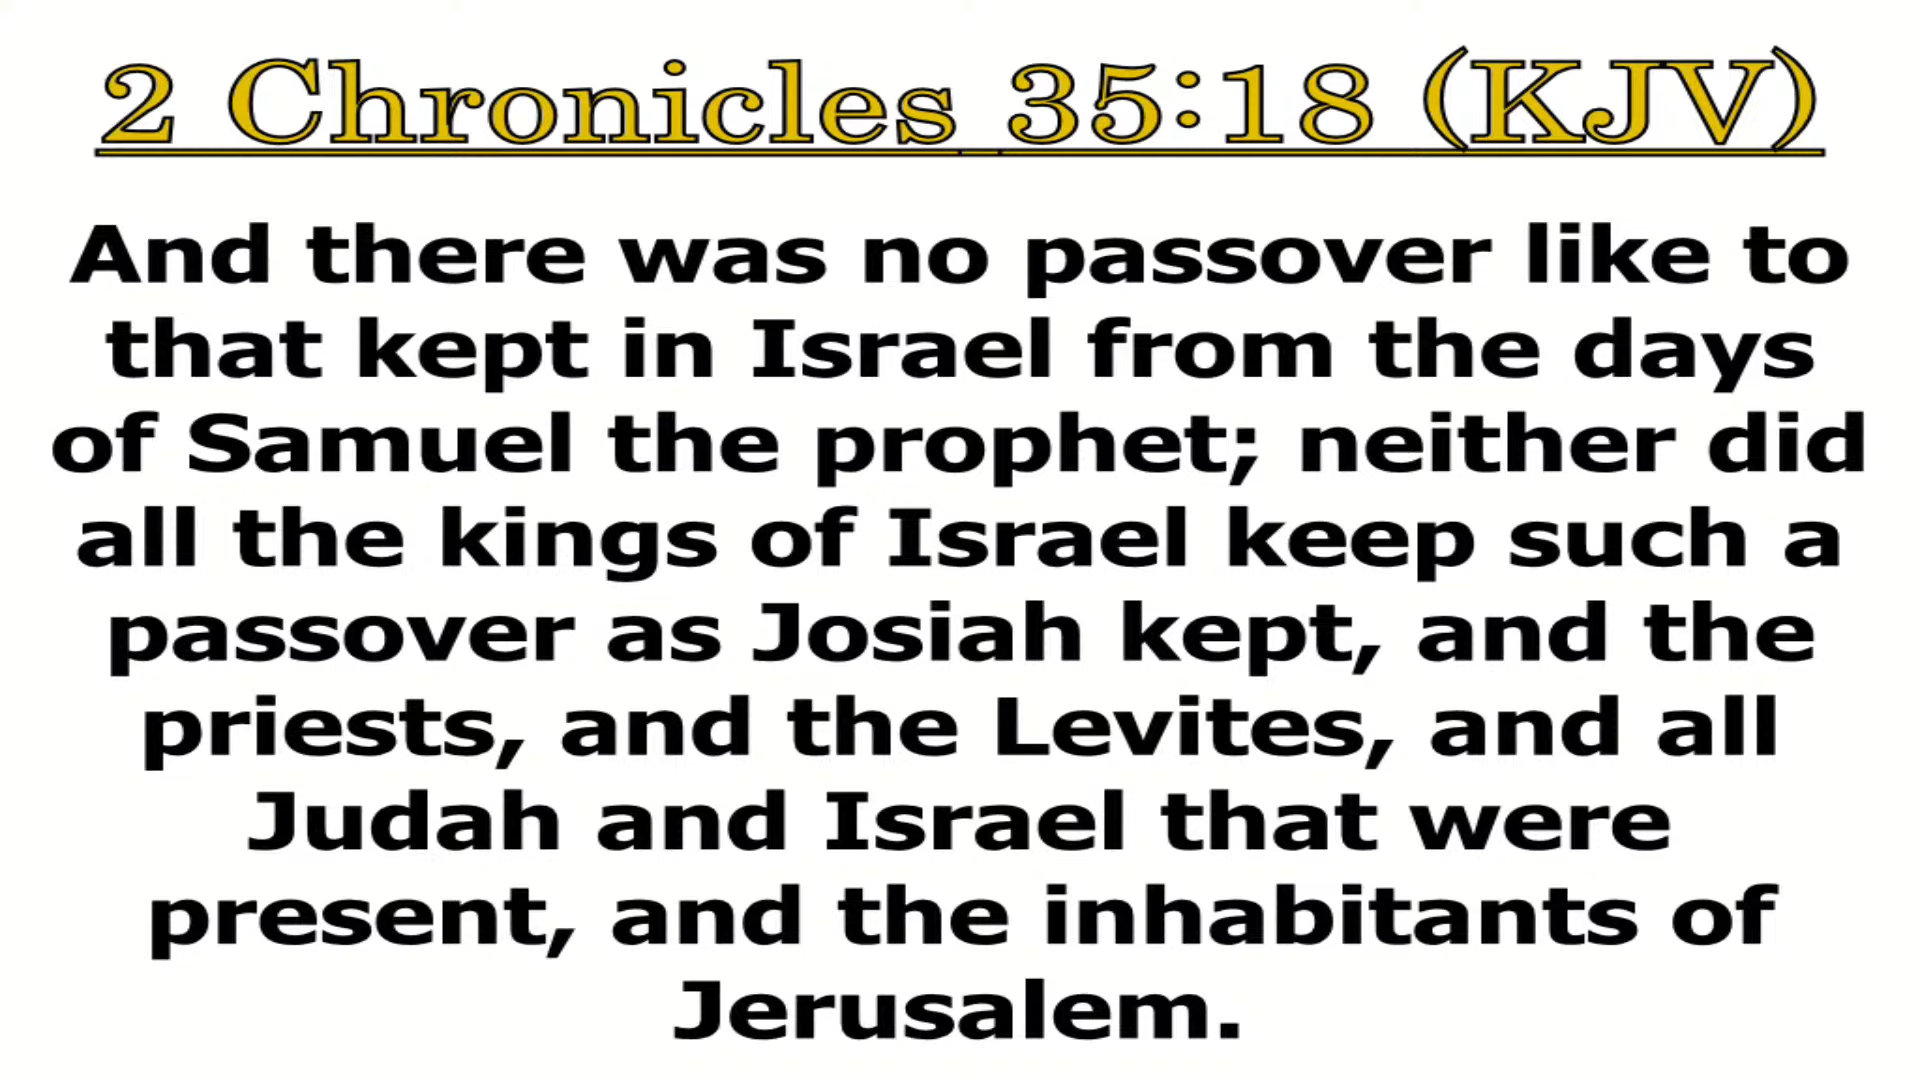 2 Chronicles 35:18 (KJV)
And there was no passover like to
that kept in Israel from the days
of Samuel the prophet; neither did
all the kings of Israel keep such a
passover as Josiah kept, and the
priests, and the Levites, and all
Judah and Israel that were
present, and the inhabitants of
Jerusalem.